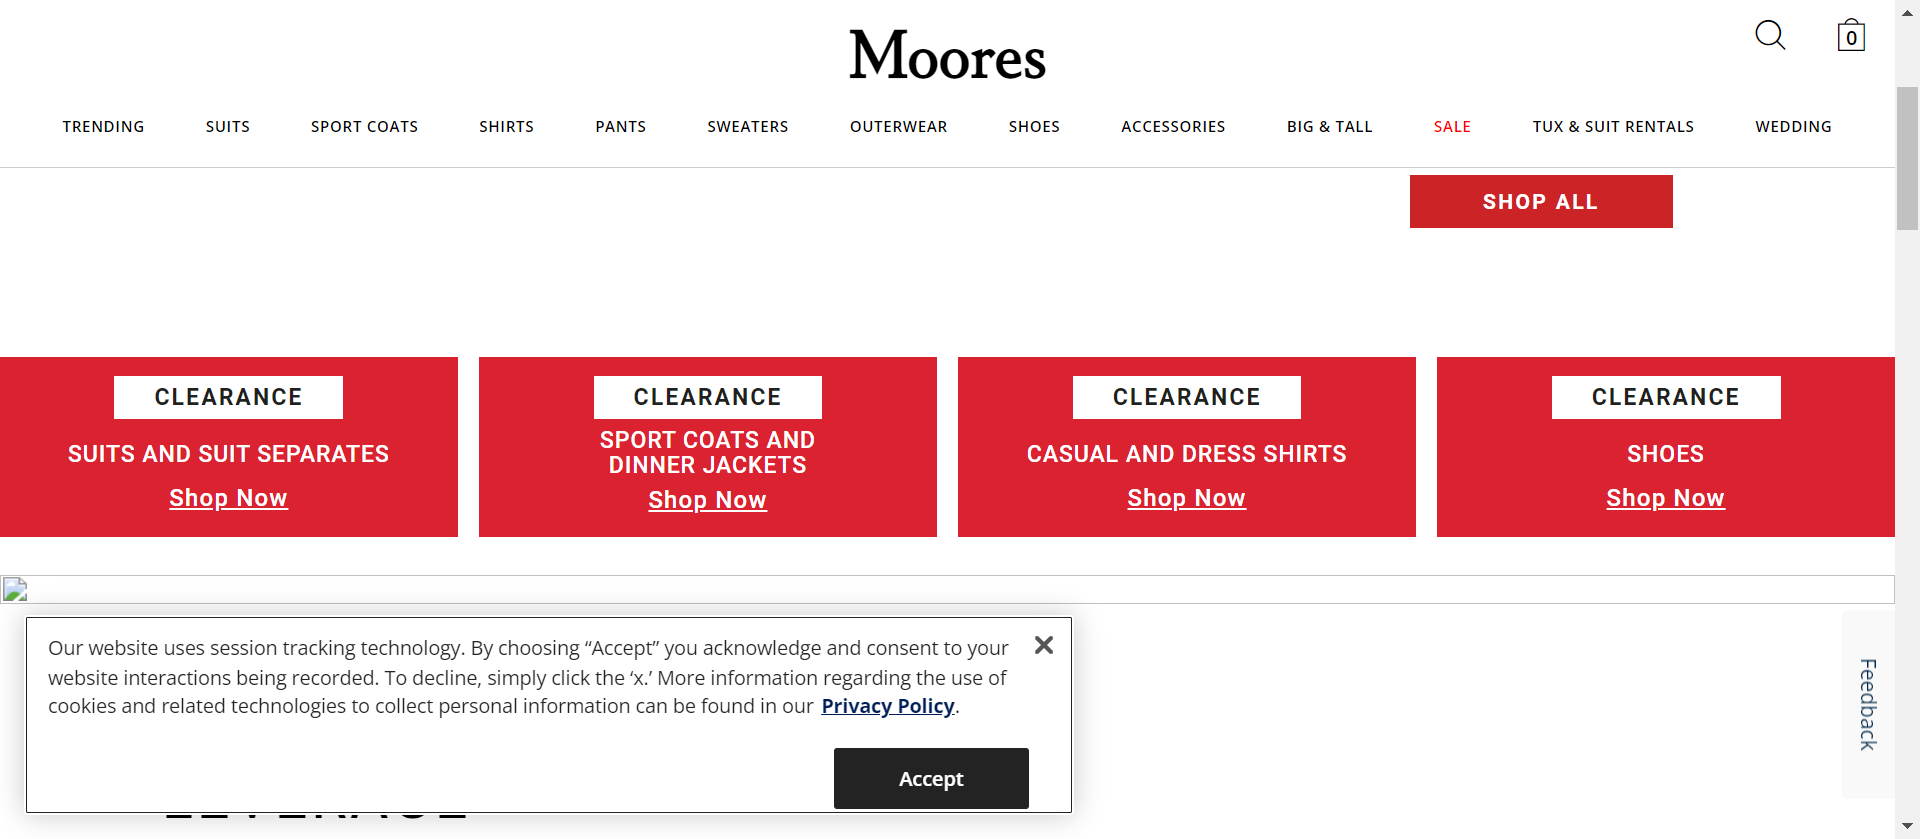 Moores
0
TRENDING SUITS SPORT COATS SHIRTS PANTS SWEATERS OUTERWEAR SHOES ACCESSORIES BIG & TALL SALE TUX & SUIT RENTALS WEDDING
SHOP ALL
CLEARANCE
SUITS AND SUIT SEPARATES
Shop Now
CLEARANCE
SPORT COATS AND
DINNER JACKETS
Shop Now
CLEARANCE
CASUAL AND DRESS SHIRTS
Shop Now
CLEARANCE
SHOES
Shop Now
Our website uses session tracking technology. By choosing “Accept” you acknowledge and consent to your
website interactions being recorded. To decline, simply click the ‘x.’ More information regarding the use of
cookies and related technologies to collect personal information can be found in our Privacy Policy.
Accept
Feedback